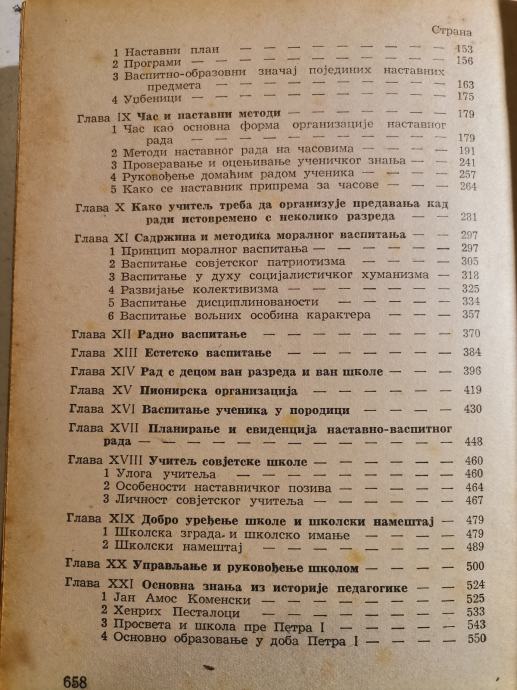 Страна
1 Наставни план — — — — — — — — 153
2 Програми — — — — — — — — — 156
3 Васпитно-образовни значај појединих наставних
предмета — — — — — — — — — 163
4 Уџбеници — — — — — — — — — 175
Глава IX Час и наставни методи — — — — — — 179
1 Час као основна форма организације наставног
рада — — — — — — — — — — 179
2 Методи наставног рада на часовима — — — — 191
3 Проверавање и оцењивање ученичког знања — — 241
4 Руковођење домаћим радом ученика — — — — 257
5 Како се наставник припрема за часове — — — 264
Глава X Како учитељ треба да организује предавања кад
ради истовремено с неколико разреда — — — 281
Глава XI Садржина и методика моралног васпитања — — 297
1 Принцип моралног васпитања — — — — — 297
2 Васпитање совјетског патриотизма — — — — 305
3 Васпитање у духу социјалистичког хуманизма — — 318
4 Развијање колективизма — — — — — — 325
5 Васпитање дисциплинованости — — — — — 334
6 Васпитање вољних особина карактера — — — 357
Глава XII Радно васпитање — — — — — — — 370
Глава XIII Естетско васпитање — — — — — — 384
Глава XIV Рад с децом ван разреда и ван школе — — — 396
Глава XV Пионирска организација — — — — — 419
Глава XVI Васпитање ученика у породици — — — — 430
Глава XVII Планирање и евиденција наставно-васпитног
рада — — — — — — — — — — — 448
Глава XVIII Учитељ совјетске школе — — — — — 460
1 Улога учитеља — — — — — — — — 460
2 Особености наставничког позива — — — — — 464
3 Личност совјетског учитеља — — — — — — 467
Глава XIX Добро уређење школе и школски намештај — — 479
1 Школска зграда и школско имање — — — — 479
2 Школски намештај — — — — — — — — 489
Глава XX Управљање и руковођење школом — — — — 500
Глава XXI Основна знања из историје педагогике — — — 524
1 Јан Амос Коменски — — — — — — — 525
2 Хенрих Песталоци — — — — — — — — 533
3 Просвета и школа пре Петра I — — — — — 543
4 Основно образовање у доба Петра I — — — — 550
658